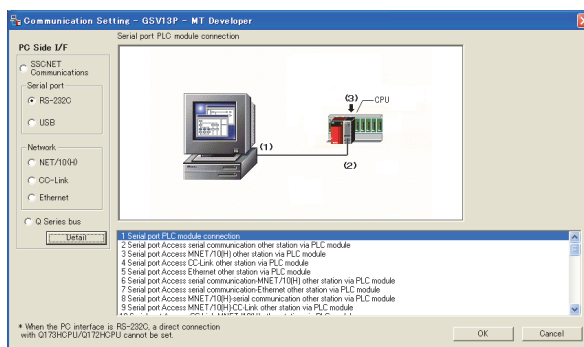 Communication Setting - QSV13P - MT Developer
Serial port PLC module connection
PC Side I/F
SSCNET
Communications
Serial port
RS-232C
USB
Network
NET/10(H)
CC-Link
Ethernet
Q Series bus
Detail
(3)
CPU
(1)
(2)
1 Serial port PLC module connection
2 Serial port Access serial communication other station via PLC module
3 Serial port Access MNET/10(H) other station via PLC module
4 Serial port Access CC-Link other station via PLC module
5 Serial port Access Ethernet other station via PLC module
6 Serial port Access serial communication-MNET/10(H) other station via PLC module
7 Serial port Access serial communication-Ethernet other station via PLC module
8 Serial port Access MNET/10(H)-serial communication other station via PLC module
9 Serial port Access MNET/10(H)-CC-Link other station via PLC module
* When the PC interface is RS-232C, a direct connection
with Q173HCPU/Q172HCPU cannot be set.
OK
Cancel